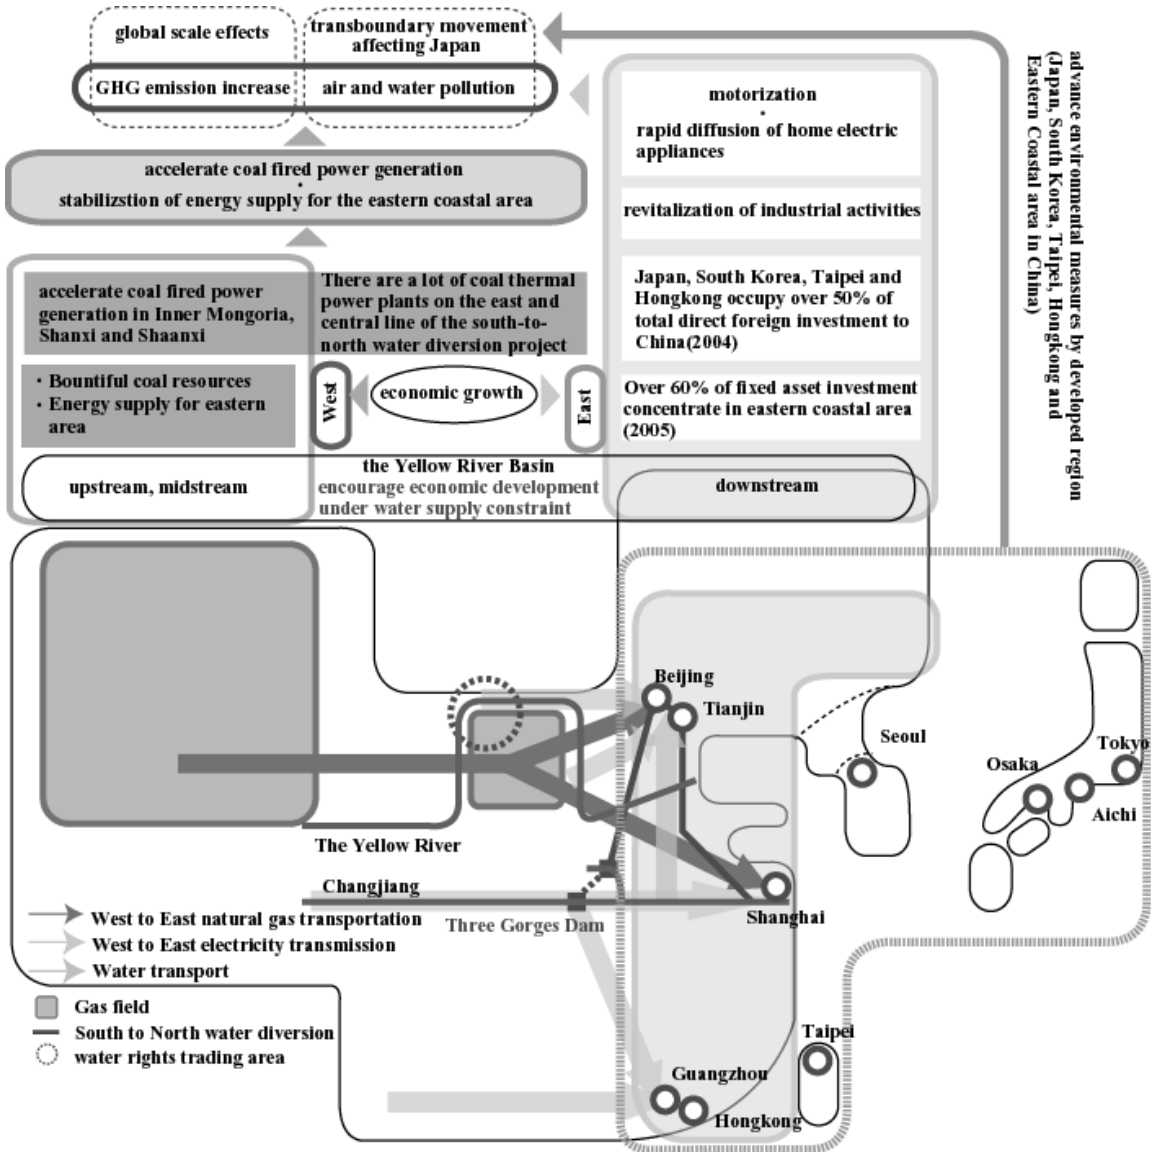 global scale effects
transboundary movement
affecting Japan
GHG emission increase
air and water pollution
accelerate coal fired power generation
・
stabilizstion of energy supply for the eastern coastal area
accelerate coal fired power
generation in Inner Mongoria,
Shanxi and Shaanxi
There are a lot of coal thermal
power plants on the east and
central line of the south-to-
north water diversion project
・Bountiful coal resources
・Energy supply for eastern
area
West
economic growth
East
motorization
・
rapid diffusion of home electric
appliances
revitalization of industrial activities
Japan, South Korea, Taipei and
Hongkong occupy over 50% of
total direct foreign investment to
China(2004)
Over 60% of fixed asset investment
concentrate in eastern coastal area
(2005)
advance environmental measures by developed region
(Japan, South Korea, Taipei, Hongkong and
Eastern Coastal area in China)
the Yellow River Basin
upstream, midstream
encourage economic development
under water supply constraint
downstream
Beijing
Tianjin
Seoul
Tokyo
Osaka
Aichi
The Yellow River
Changjiang
Three Gorges Dam
Shanghai
West to East natural gas transportation
West to East electricity transmission
Water transport
Gas field
South to North water diversion
water rights trading area
Taipei
Guangzhou
Hongkong